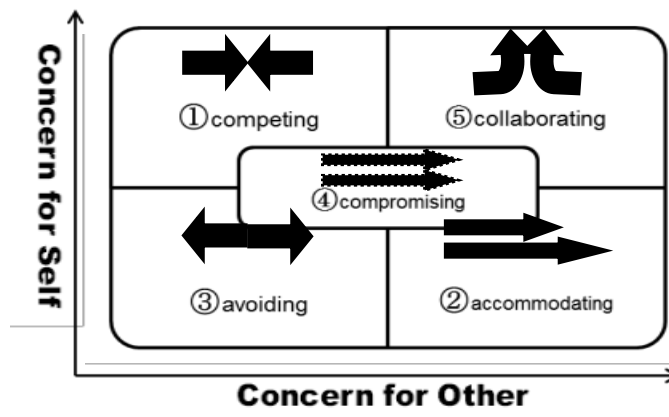 Concern for Self
①competing
⑤collaborating
④compromising
③avoiding
②accommodating
Concern for Other